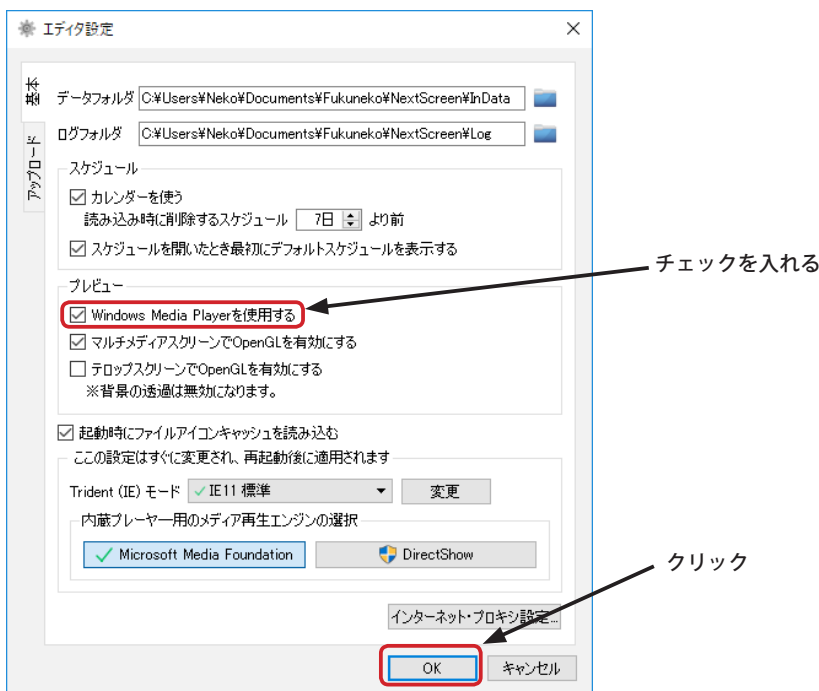 エディタ設定
基本
アップロード
データフォルダ C:¥Users¥Neko¥Documents¥Fukuneko¥NextScreen¥InData
ログフォルダ C:¥Users¥Neko¥Documents¥Fukuneko¥NextScreen¥Log
スケジュール
カレンダーを使う
読み込み時に削除するスケジュール 7日 より前
スケジュールを開いたとき最初にデフォルトスケジュールを表示する
チェックを入れる
プレビュー
Windows Media Playerを使用する
マルチメディアスクリーンでOpenGLを有効にする
テロップスクリーンでOpenGLを有効にする
※背景の透過は無効になります。
起動時にファイルアイコンキャッシュを読み込む
ここの設定はすぐに変更され、再起動後に適用されます
Trident (IE) モード IE11 標準 変更
内蔵プレーヤー用のメディア再生エンジンの選択
Microsoft Media Foundation DirectShow
クリック
インターネット・プロキシ設定...
OK キャンセル